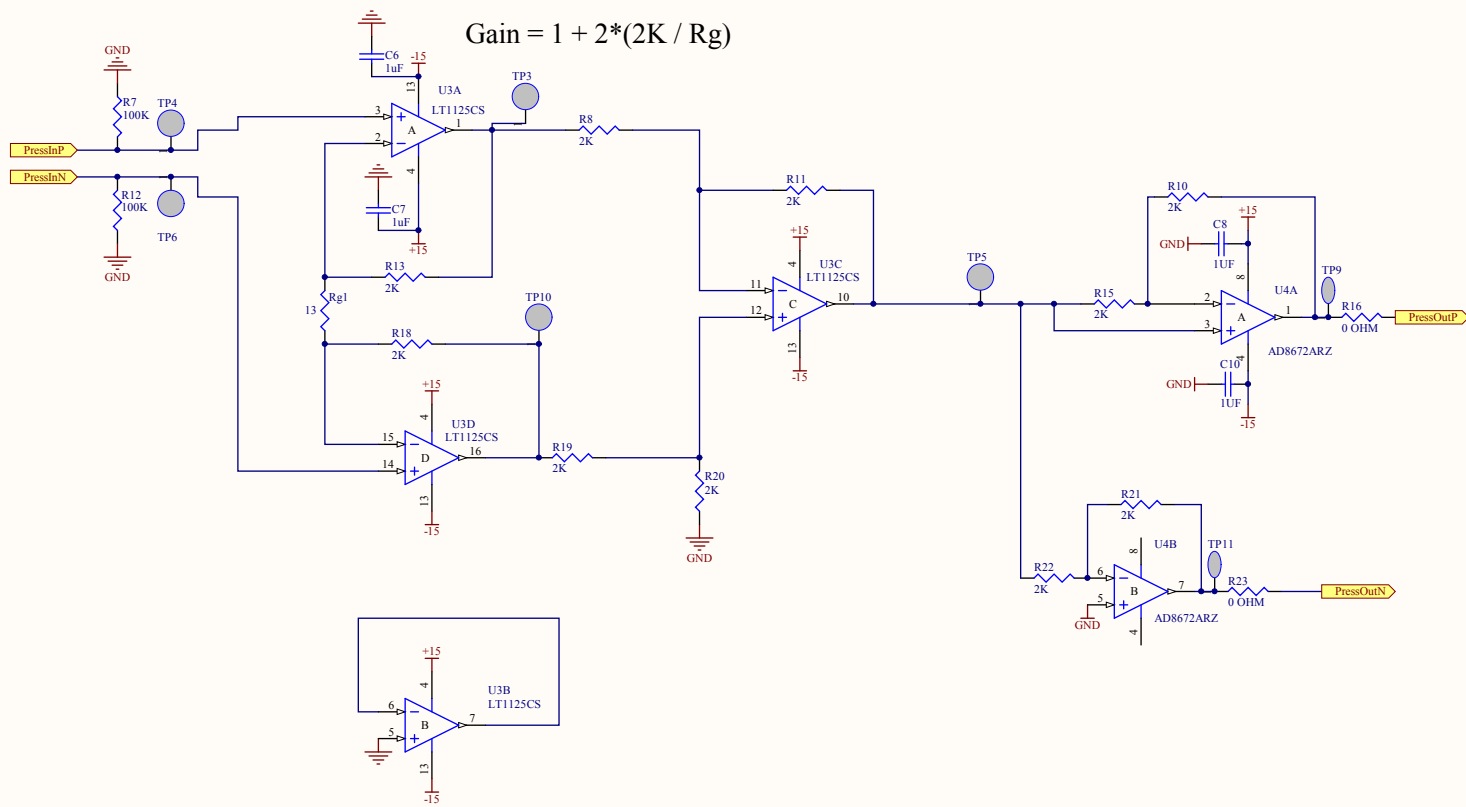 Gain = 1 + 2*(2K / Rg)
GND
R7
100K
TP4
PressInP
PressInN
R12
100K
TP6
GND
C6
1uF
-15
13
U3A
LT1125CS
3
2
A
1
4
C7
1uF
+15
TP3
R8
2K
R13
2K
Rg1
13
R18
2K
TP10
+15
4
U3D
LT1125CS
15
14
D
16
13
-15
R19
2K
R20
2K
GND
R11
2K
+15
4
U3C
LT1125CS
11
12
C
10
13
-15
TP5
R10
2K
+15
C8
1UF
GND
8
U4A
R15
2K
2
3
A
1
AD8672ARZ
4
C10
1UF
GND
-15
TP9
R16
0 OHM
PressOutP
R21
2K
U4B
8
R22
2K
6
5
B
7
GND
4
AD8672ARZ
TP11
R23
0 OHM
PressOutN
+15
4
U3B
LT1125CS
6
5
B
7
13
-15